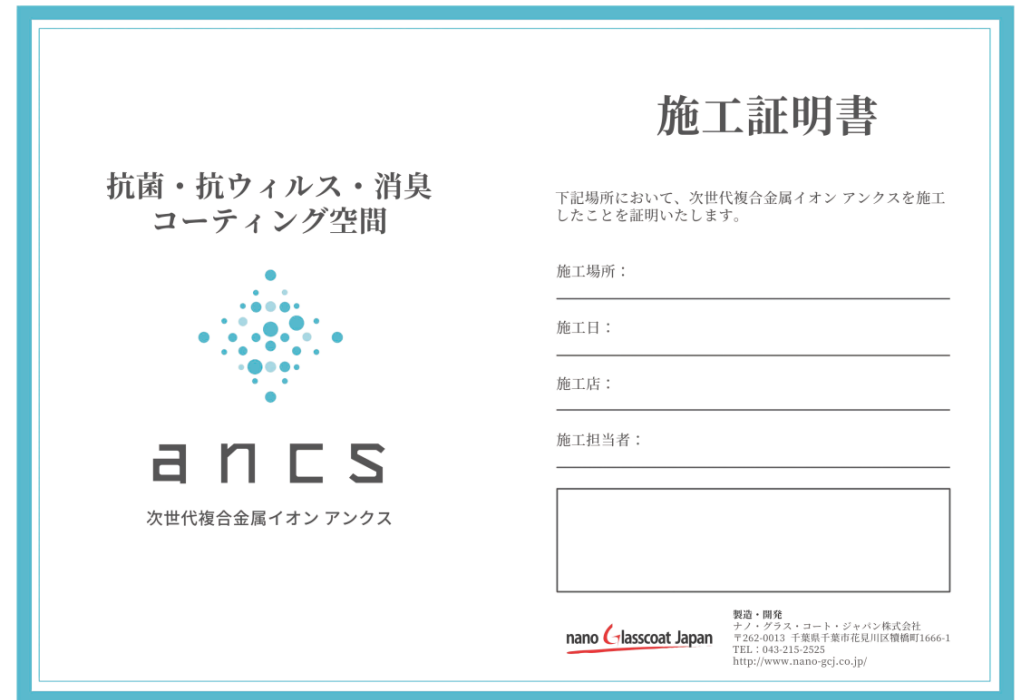 抗菌・抗ウィルス・消臭
コーティング空間
ancs
次世代複合金属イオン アンクス
施工証明書
下記場所において、次世代複合金属イオン アンクスを施工
したことを証明いたします。
施工場所：
施工日：
施工店：
施工担当者：
nano Glasscoat Japan
製造・開発
ナノ・グラス・コート・ジャパン株式会社
〒262-0013 千葉県千葉市花見川区犢橋町1666-1
TEL：043-215-2525
http://www.nano-gcj.co.jp/